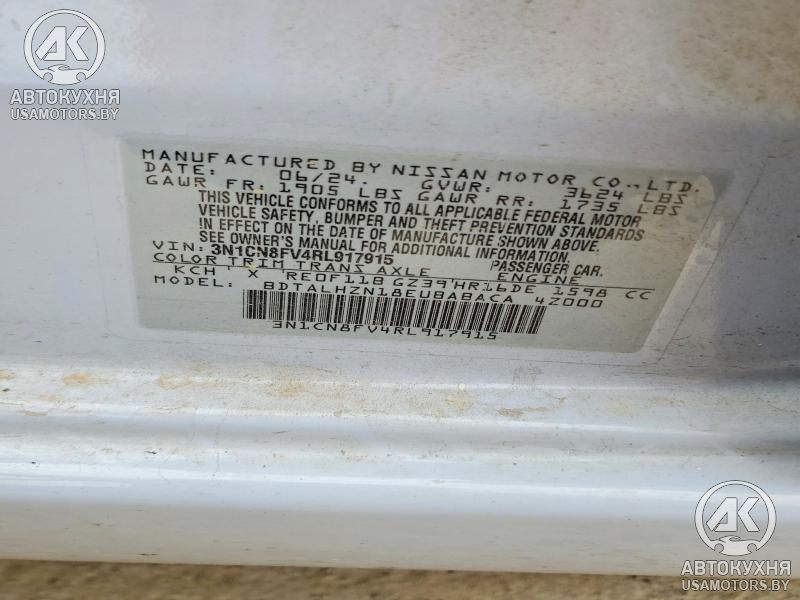 AK
АВТОКУХНЯ
USAMOTORS.BY
MANUFACTURED BY NISSAN MOTOR CO., LTD.
DATE: 06/24. GVWR: 3624 LBS
GAWR FR: 1905 LBS GAWR RR: 1735 LBS
THIS VEHICLE CONFORMS TO ALL APPLICABLE FEDERAL MOTOR
VEHICLE SAFETY, BUMPER AND THEFT PREVENTION STANDARDS
IN EFFECT ON THE DATE OF MANUFACTURE SHOWN ABOVE.
SEE OWNER'S MANUAL FOR ADDITIONAL INFORMATION.
VIN: 3N1CN8FV4RL917915 PASSENGER CAR.
COLOR TRIM TRANS AXLE ENGINE
KCH ' X ' RE0F11B GZ39'HR16DE 1598 CC
MODEL: BDTALHZN18EUBABACA 4Z000
3N1CN8FV4RL917915
AK
АВТОКУХНЯ
USAMOTORS.BY